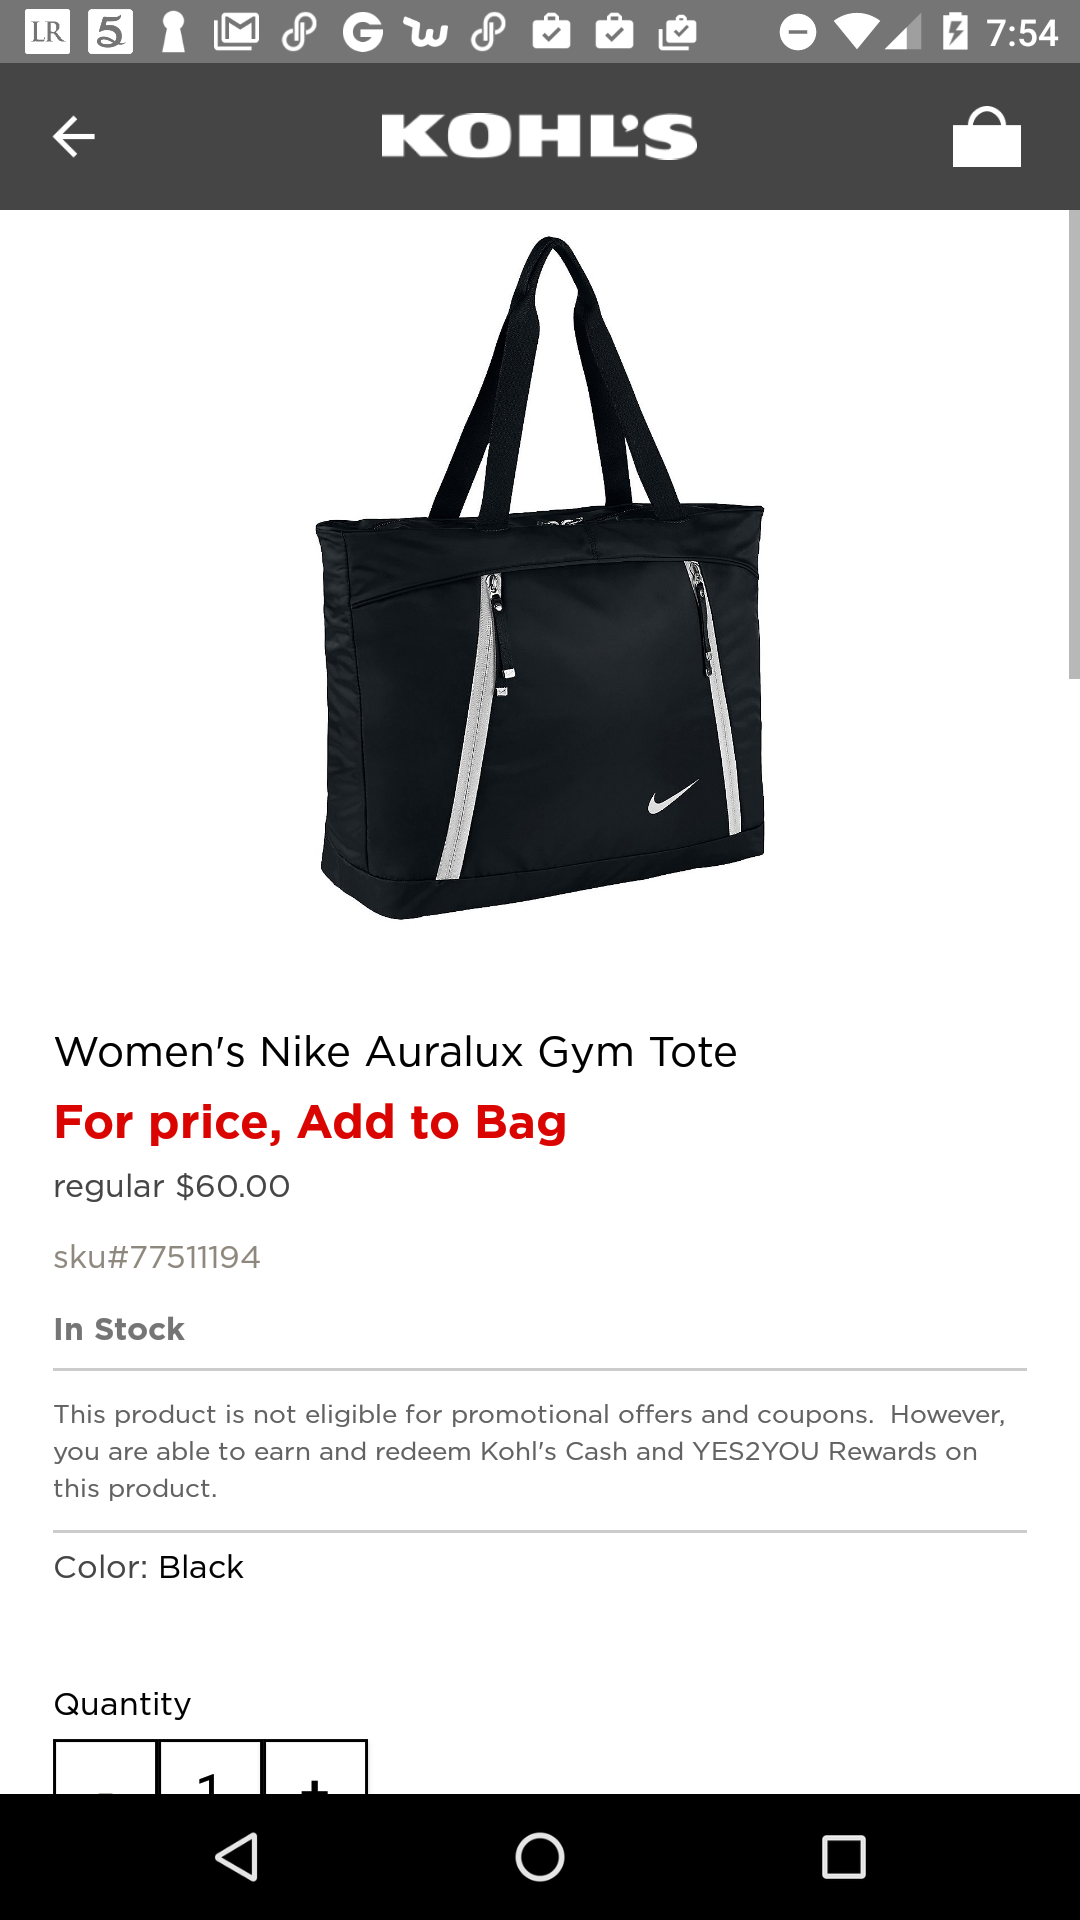 LR 5 G 7:54
KOHL'S
Women's Nike Auralux Gym Tote
For price, Add to Bag
regular $60.00
sku#77511194
In Stock
This product is not eligible for promotional offers and coupons.  However,
you are able to earn and redeem Kohl's Cash and YES2YOU Rewards on
this product.
Color: Black
Quantity
- 1 +